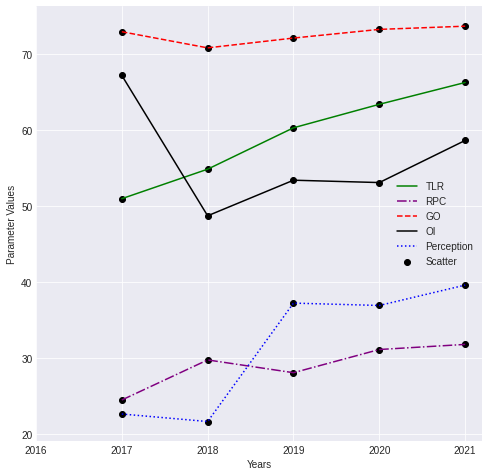 70
60
50
40
30
20
Parameter Values
TLR
RPC
GO
OI
Perception
Scatter
2016 2017 2018 2019 2020 2021
Years